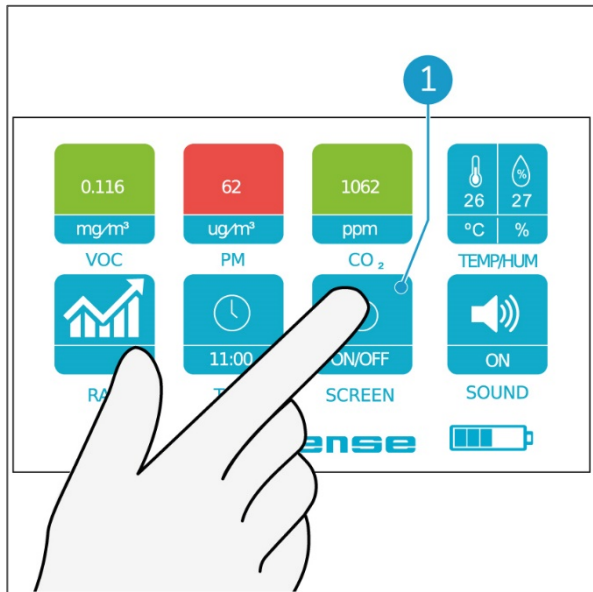 1
0.116
62
1062
%
26
27
mg/m³
ug/m³
ppm
°C
%
VOC
PM
CO₂
TEMP/HUM
11:00
ON/OFF
ON
SCREEN
SOUND